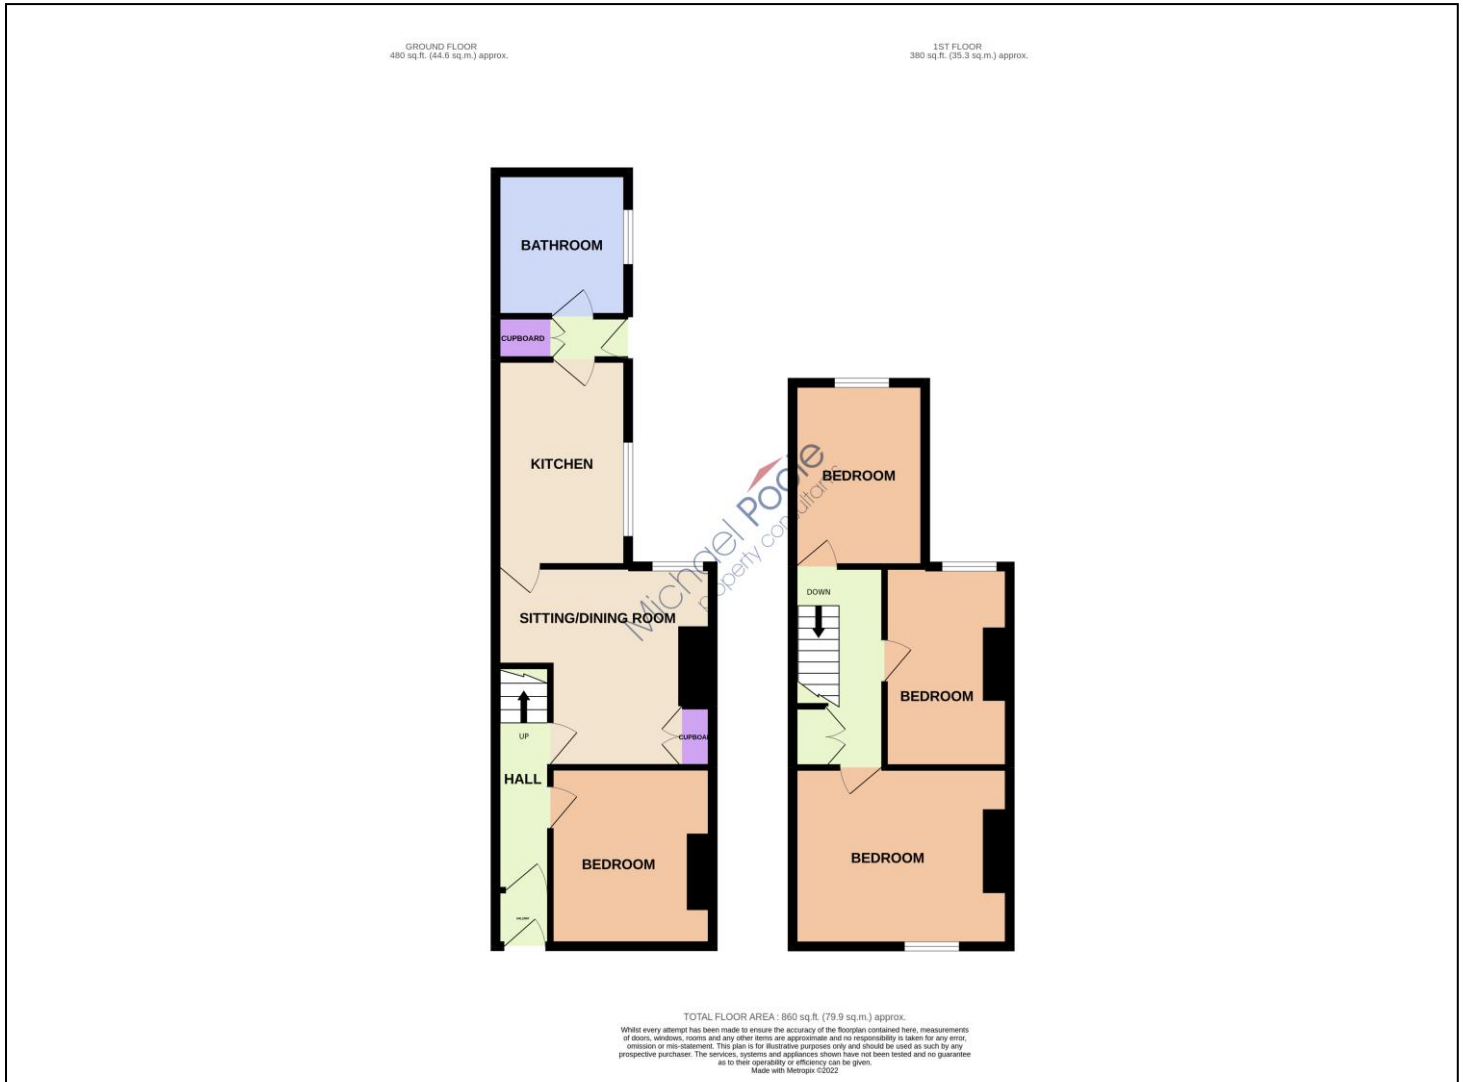 GROUND FLOOR
480 sq.ft. (44.6 sq.m.) approx.
1ST FLOOR
380 sq.ft. (35.3 sq.m.) approx.
BATHROOM
CUPBOARD
KITCHEN
SITTING/DINING ROOM
UP
CUPBOA
HALL
BEDROOM
BEDROOM
DOWN
BEDROOM
BEDROOM
Michael Poole
property consultants
TOTAL FLOOR AREA : 860 sq.ft. (79.9 sq.m.) approx.
Whilst every attempt has been made to ensure the accuracy of the floorplan contained here, measurements
of doors, windows, rooms and any other items are approximate and no responsibility is taken for any error,
omission or mis-statement. This plan is for illustrative purposes only and should be used as such by any
prospective purchaser. The services, systems and appliances shown have not been tested and no guarantee
as to their operability or efficiency can be given.
Made with Metropix ©2022